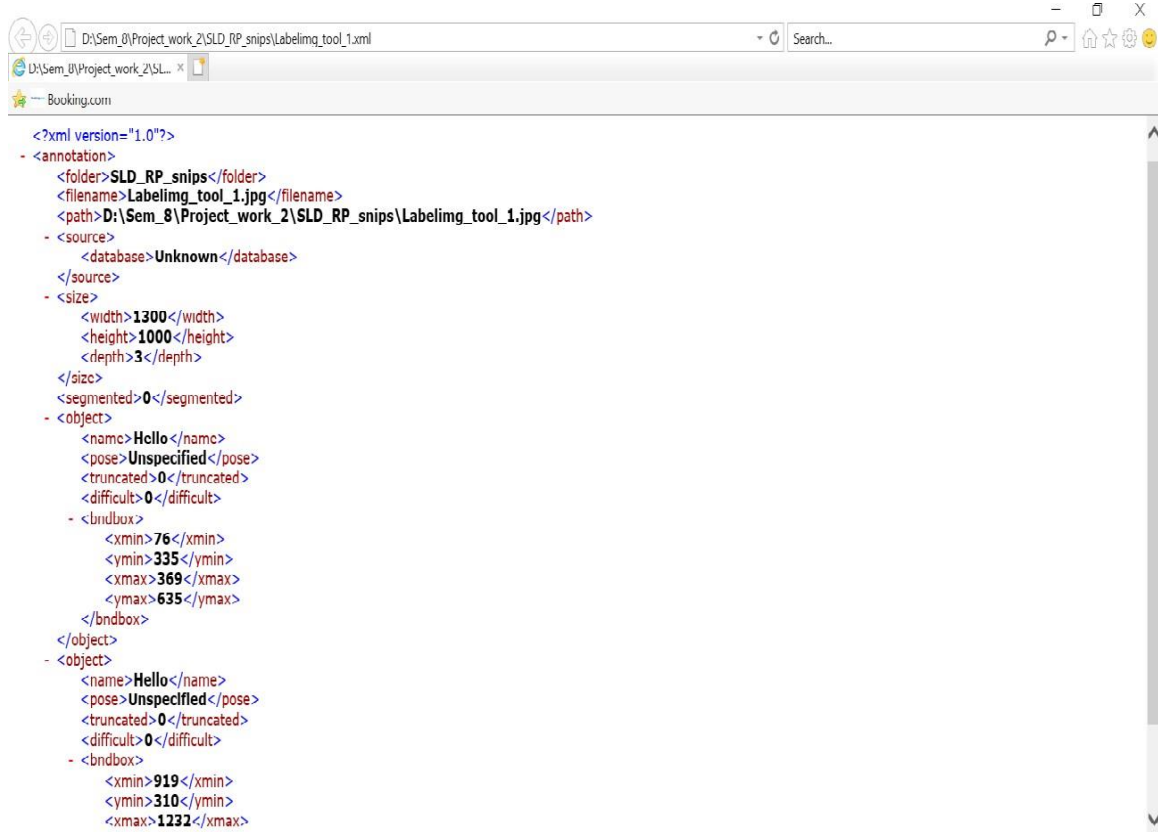 D:\Sem_8\Project_work_2\SLD_RP_snips\Labelimg_tool_1.xml
Search...
D:\Sem_8\Project_work_2\SL...
Booking.com
<?xml version="1.0"?>
- <annotation>
<folder>SLD_RP_snips</folder>
<filename>Labelimg_tool_1.jpg</filename>
<path>D:\Sem_8\Project_work_2\SLD_RP_snips\Labelimg_tool_1.jpg</path>
- <source>
<database>Unknown</database>
</source>
- <size>
<width>1300</width>
<height>1000</height>
<depth>3</depth>
</size>
<segmented>0</segmented>
- <object>
<name>Hello</name>
<pose>Unspecified</pose>
<truncated>0</truncated>
<difficult>0</difficult>
- <bndbox>
<xmin>76</xmin>
<ymin>335</ymin>
<xmax>369</xmax>
<ymax>635</ymax>
</bndbox>
</object>
- <object>
<name>Hello</name>
<pose>Unspecified</pose>
<truncated>0</truncated>
<difficult>0</difficult>
- <bndbox>
<xmin>919</xmin>
<ymin>310</ymin>
<xmax>1232</xmax>